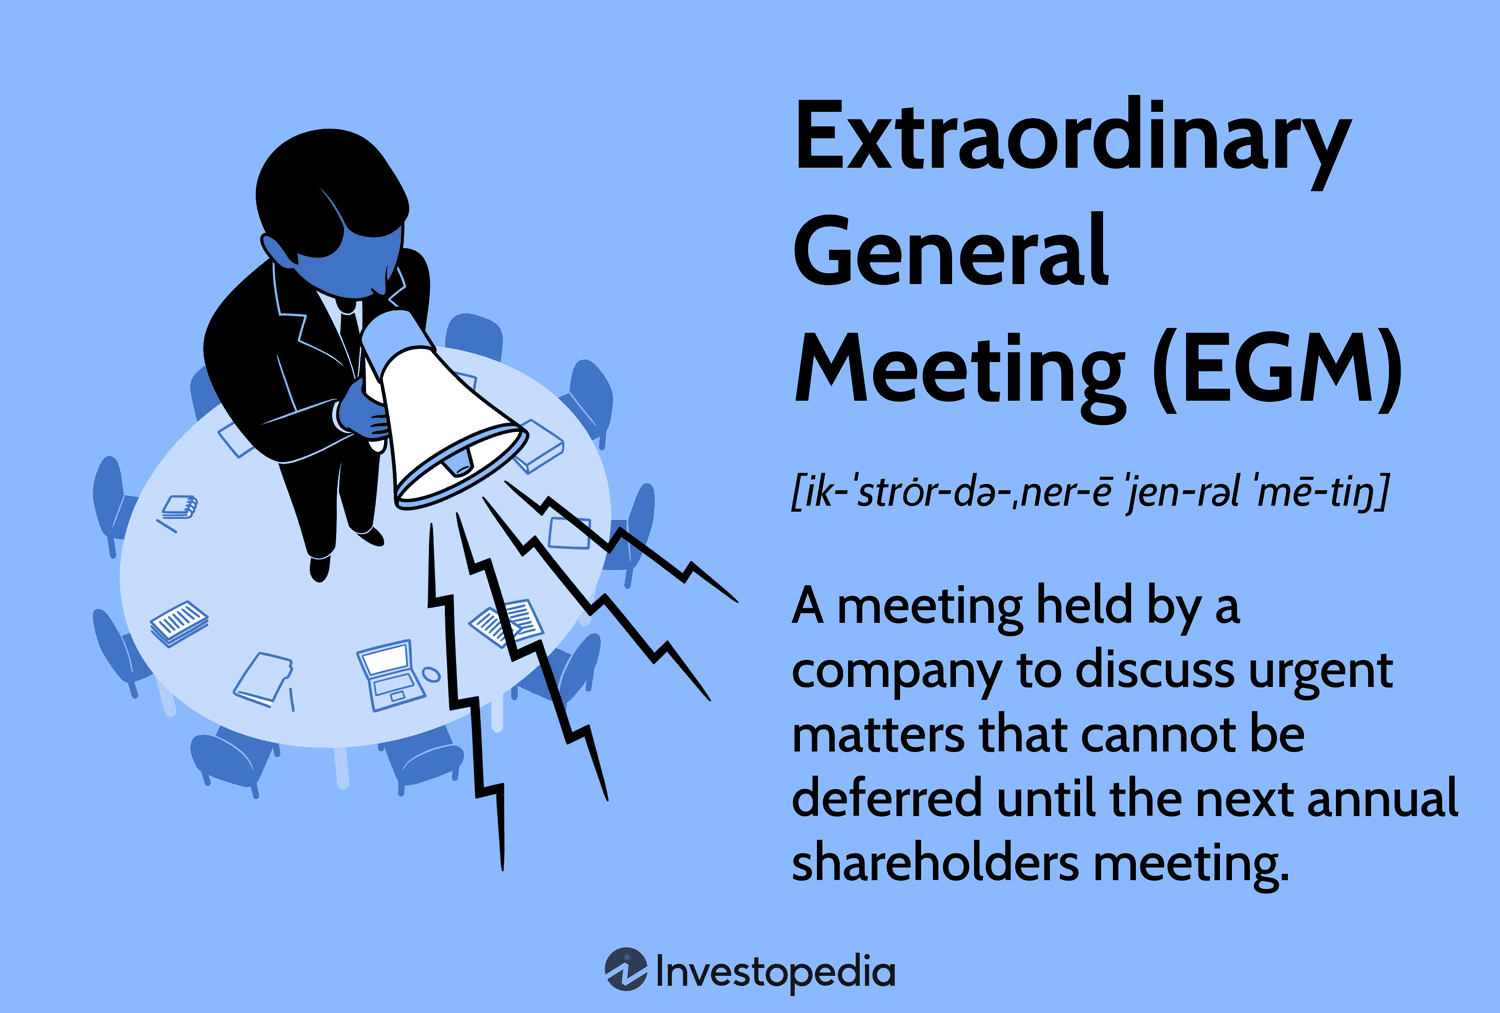 Extraordinary
General
Meeting (EGM)
[ik-ˈstrȯr-də-ˌner-ē ˈjen-rəl ˈmē-tiŋ]
A meeting held by a
company to discuss urgent
matters that cannot be
deferred until the next annual
shareholders meeting.
Investopedia